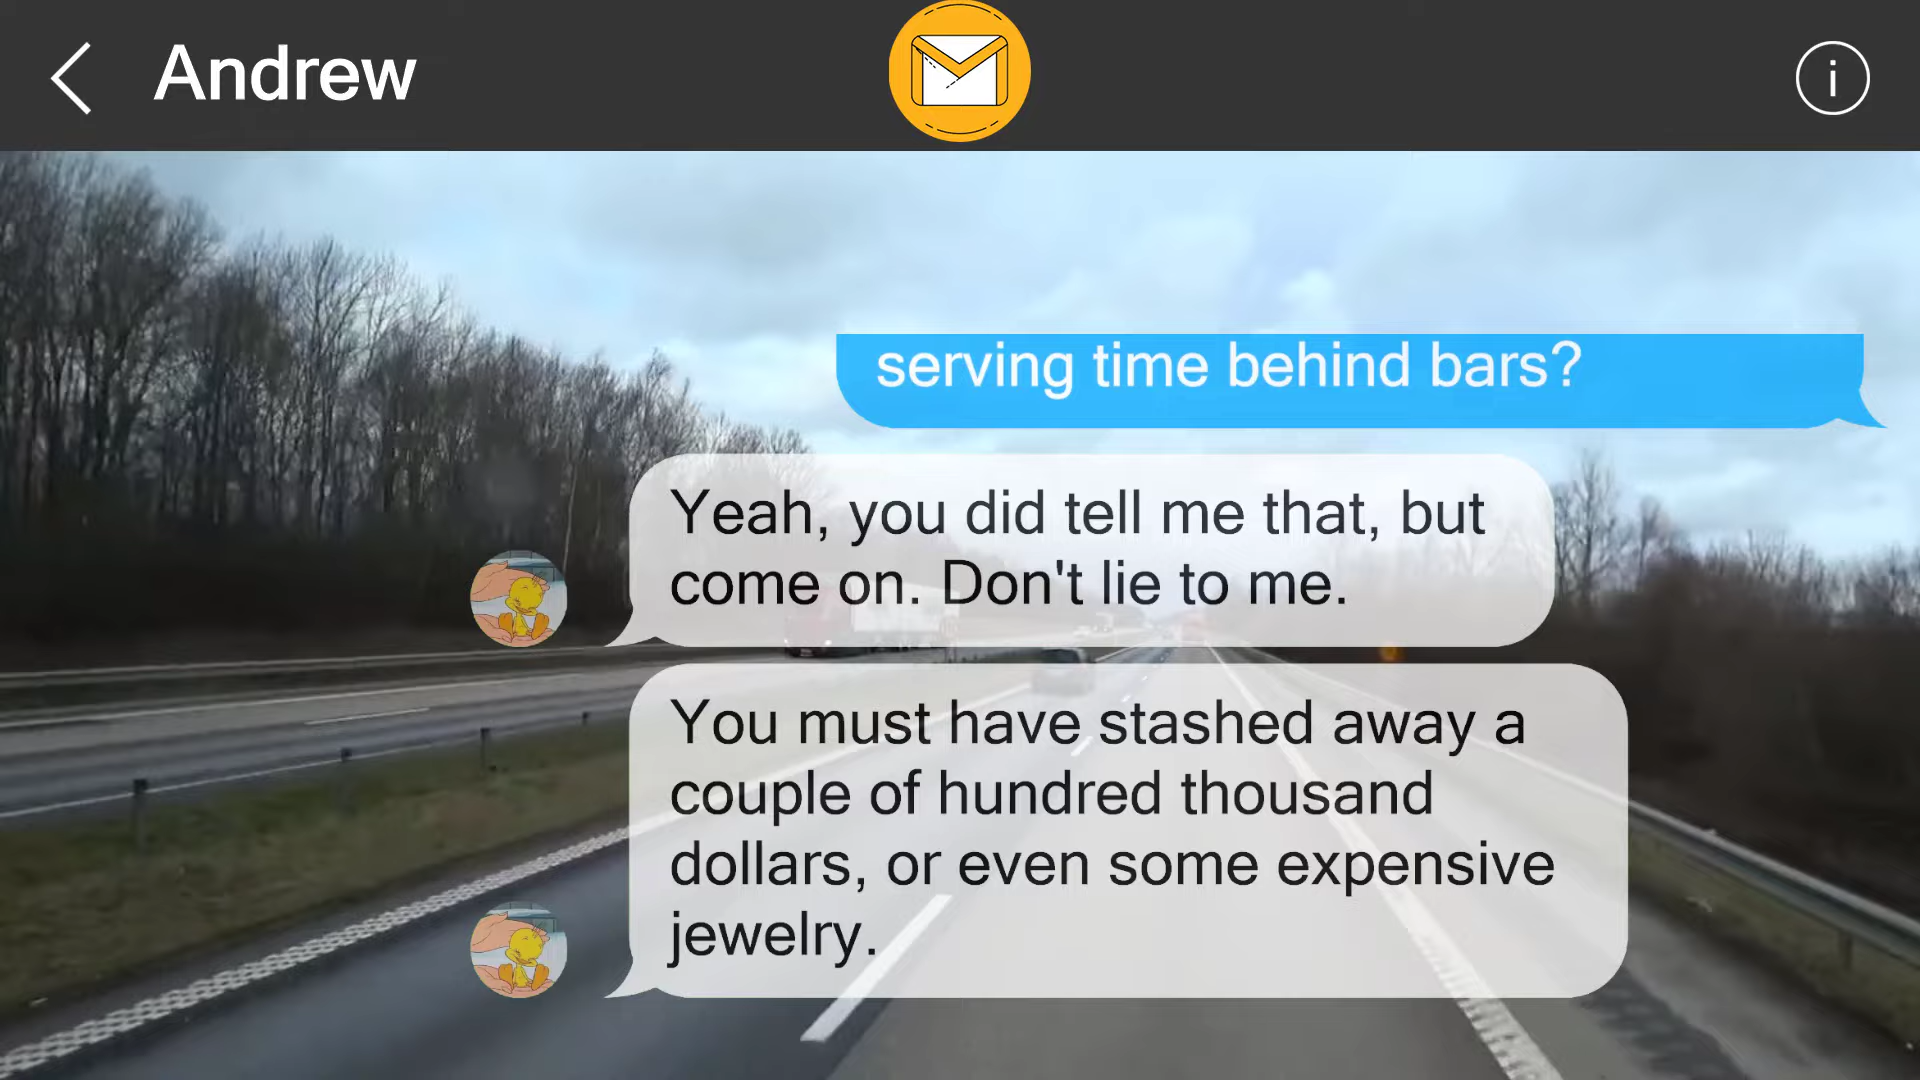 Andrew
i
serving time behind bars?
Yeah, you did tell me that, but
come on. Don't lie to me.
You must have stashed away a
couple of hundred thousand
dollars, or even some expensive
jewelry.